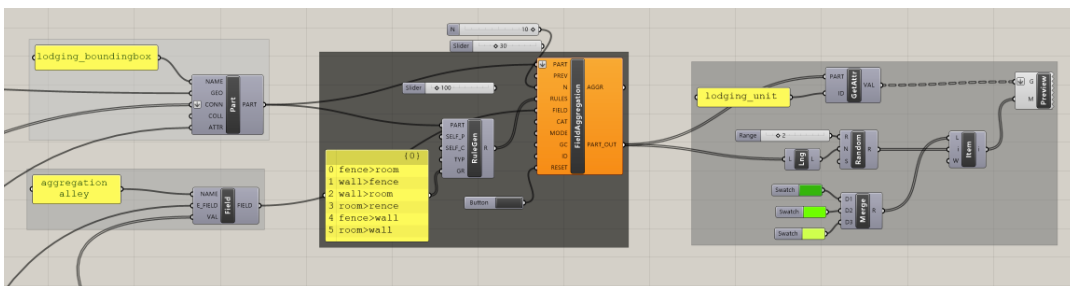 lodging_boundingbox
NAME
GEO
CONN
COLL
ATTR
Part
PART
aggregation
alley
NAME
E_FIELD
VAL
Field
FIELD
N
10
Slider
30
Slider
100
PART
SELF_P
SELF_C
TYP
GR
RuleGen
R
{0}
0 fence>room
1 wall>fence
2 wall>room
3 room>rence
4 fence>wall
5 room>wall
Button
PART
PREV
N
RULES
FIELD
CAT
MODE
GC
ID
RESET
FieldAggregation
AGGR
PART_OUT
lodging_unit
PART
ID
GetAttr
VAL
Range
2
L
Lng
L
R
N
S
Random
R
Swatch
Swatch
Swatch
D1
D2
D3
Merge
R
L
i
W
Item
i
G
M
Preview